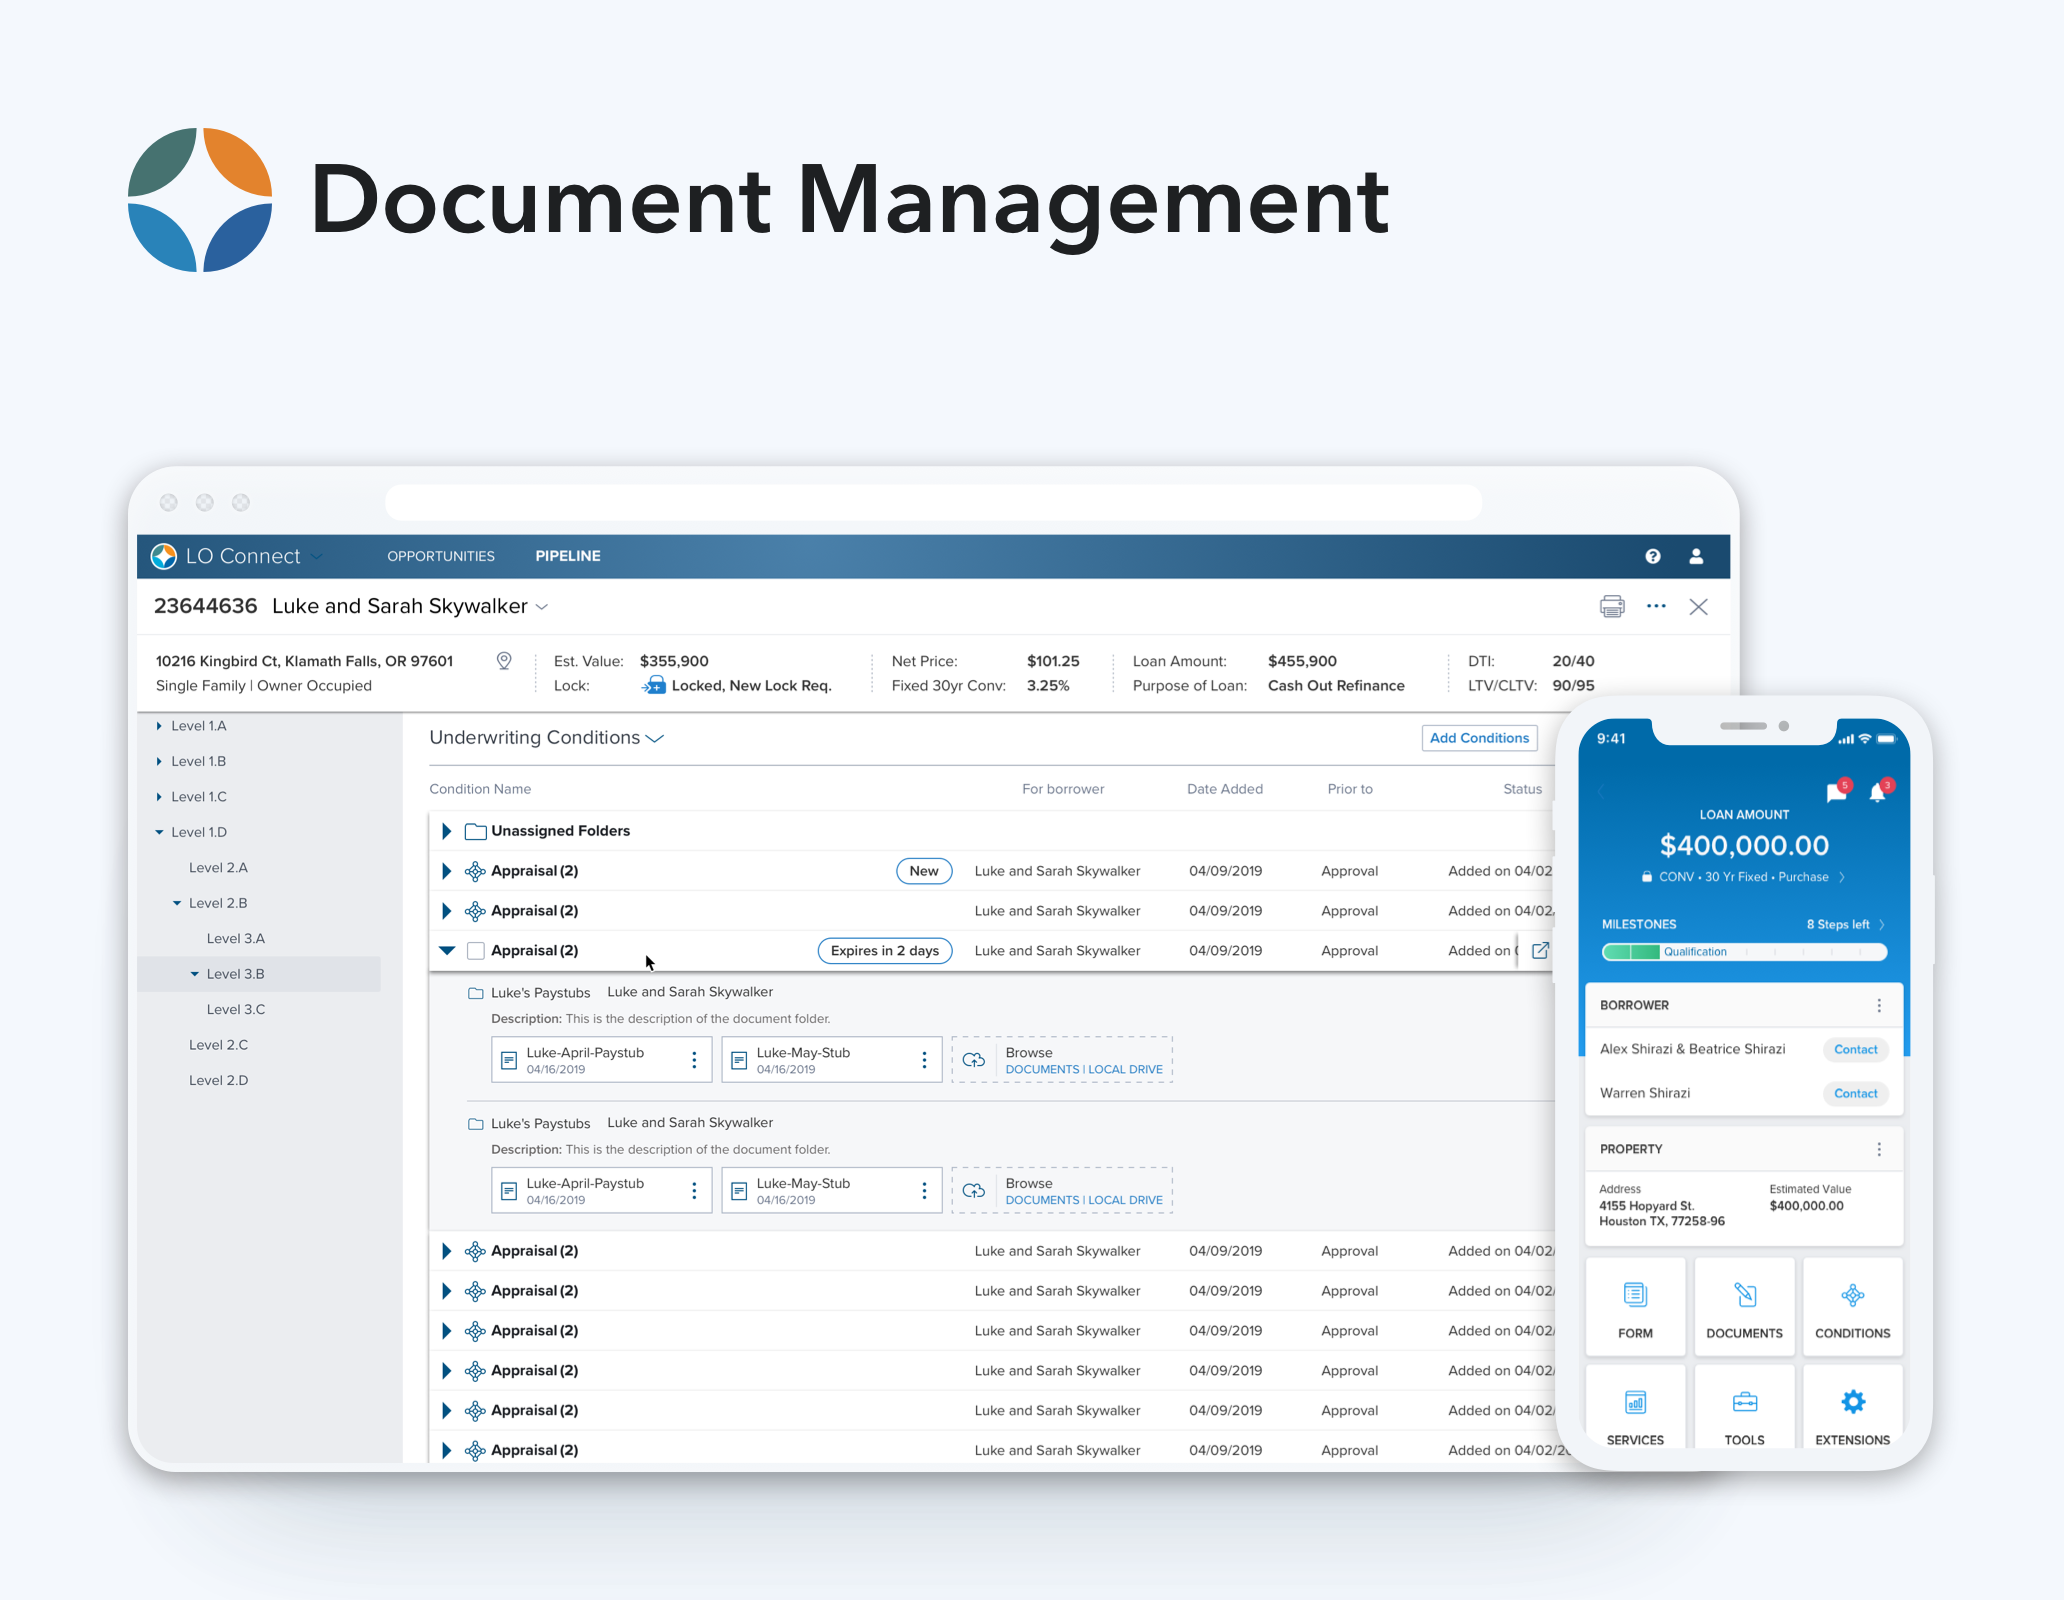 Document Management
LO Connect OPPORTUNITIES PIPELINE
23644636 Luke and Sarah Skywalker
10216 Kingbird Ct, Klamath Falls, OR 97601 Est. Value: $355,900 Net Price: $101.25 Loan Amount: $455,900 DTI: 20/40
Single Family | Owner Occupied Lock: Locked, New Lock Req. Fixed 30yr Conv: 3.25% Purpose of Loan: Cash Out Refinance LTV/CLTV: 90/95
Level 1.A
Level 1.B
Level 1.C
Level 1.D
Level 2.A
Level 2.B
Level 3.A
Level 3.B
Level 3.C
Level 2.C
Level 2.D
Underwriting Conditions Add Conditions
Condition Name For borrower Date Added Prior to Status
Unassigned Folders
Appraisal (2) New Luke and Sarah Skywalker 04/09/2019 Approval Added on 04/02
Appraisal (2) Luke and Sarah Skywalker 04/09/2019 Approval Added on 04/02
Appraisal (2) Expires in 2 days Luke and Sarah Skywalker 04/09/2019 Approval Added on
Luke's Paystubs Luke and Sarah Skywalker
Description: This is the description of the document folder.
Luke-April-Paystub Luke-May-Stub Browse
04/16/2019 04/16/2019 DOCUMENTS | LOCAL DRIVE
Luke's Paystubs Luke and Sarah Skywalker
Description: This is the description of the document folder.
Luke-April-Paystub Luke-May-Stub Browse
04/16/2019 04/16/2019 DOCUMENTS | LOCAL DRIVE
Appraisal (2) Luke and Sarah Skywalker 04/09/2019 Approval Added on 04/02/
Appraisal (2) Luke and Sarah Skywalker 04/09/2019 Approval Added on 04/02/
Appraisal (2) Luke and Sarah Skywalker 04/09/2019 Approval Added on 04/02/
Appraisal (2) Luke and Sarah Skywalker 04/09/2019 Approval Added on 04/02/
Appraisal (2) Luke and Sarah Skywalker 04/09/2019 Approval Added on 04/02/
Appraisal (2) Luke and Sarah Skywalker 04/09/2019 Approval Added on 04/02/20
9:41
5 3
LOAN AMOUNT
$400,000.00
CONV • 30 Yr Fixed • Purchase
MILESTONES 8 Steps left
Qualification
BORROWER
Alex Shirazi & Beatrice Shirazi Contact
Warren Shirazi Contact
PROPERTY
Address Estimated Value
4155 Hopyard St. $400,000.00
Houston TX, 77258-96
FORM DOCUMENTS CONDITIONS
SERVICES TOOLS EXTENSIONS